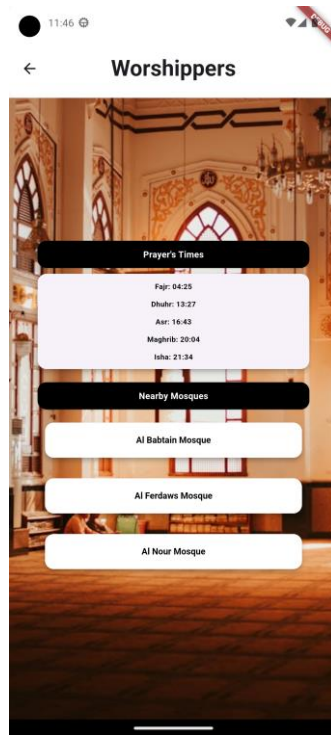 11:46
DEBUG
Worshippers
Prayer's Times
Fajr: 04:25
Dhuhr: 13:27
Asr: 16:43
Maghrib: 20:04
Isha: 21:34
Nearby Mosques
Al Babtain Mosque
Al Ferdaws Mosque
Al Nour Mosque